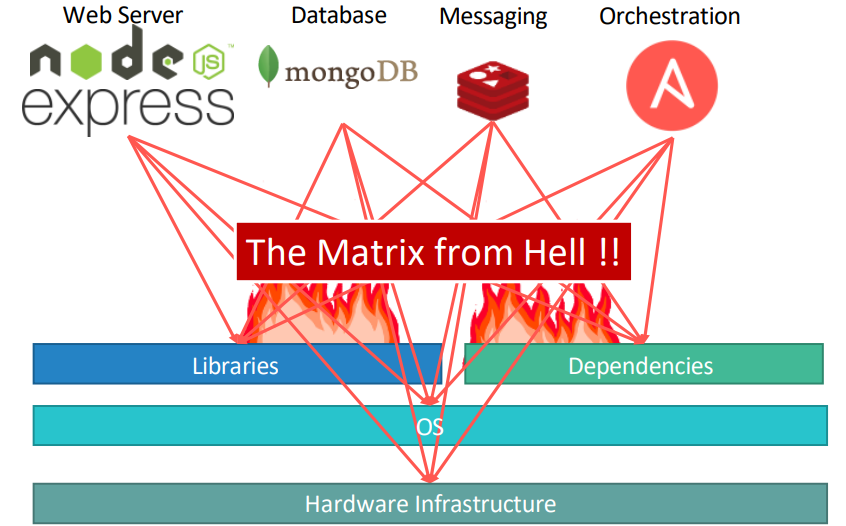 Web Server
Database
Messaging
Orchestration
node
JS
express
mongoDB
The Matrix from Hell !!
Libraries
Dependencies
OS
Hardware Infrastructure